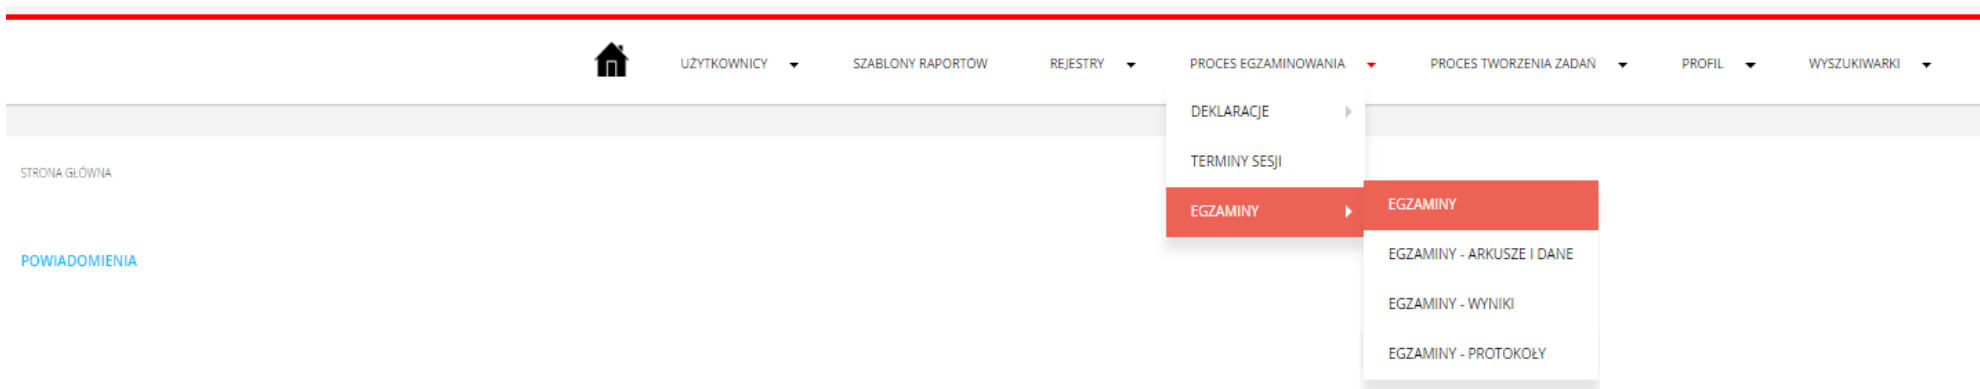 UŻYTKOWNICY
SZABLONY RAPORTÓW
REJESTRY
PROCES EGZAMINOWANIA
PROCES TWORZENIA ZADAŃ
PROFIL
WYSZUKIWARKI
DEKLARACJE
TERMINY SESJI
EGZAMINY
EGZAMINY
EGZAMINY - ARKUSZE I DANE
EGZAMINY - WYNIKI
EGZAMINY - PROTOKOŁY
STRONA GŁÓWNA
POWIADOMIENIA